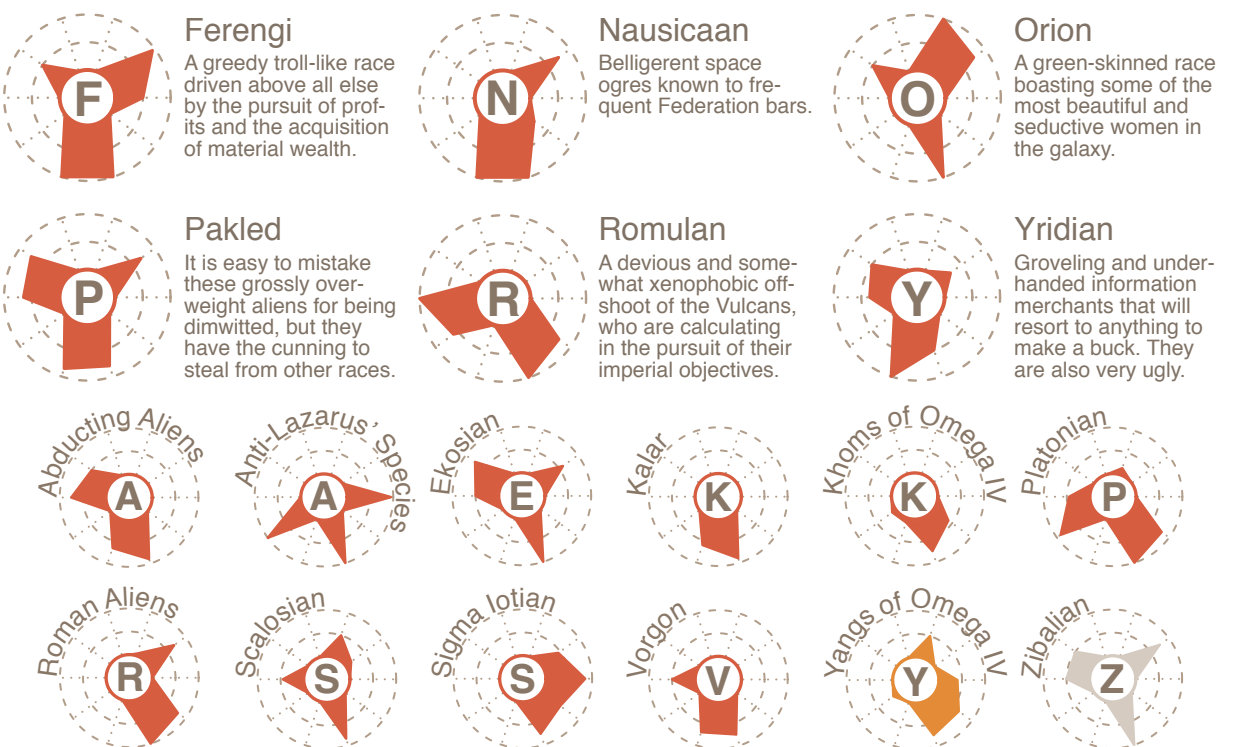 Ferengi
A greedy troll-like race
driven above all else
by the pursuit of prof-
its and the acquisition
of material wealth.
F
Nausicaan
Belligerent space
ogres known to fre-
quent Federation bars.
N
Orion
A green-skinned race
boasting some of the
most beautiful and
seductive women in
the galaxy.
O
Pakled
It is easy to mistake
these grossly over-
weight aliens for being
dimwitted, but they
have the cunning to
steal from other races.
P
Romulan
A devious and some-
what xenophobic off-
shoot of the Vulcans,
who are calculating
in the pursuit of their
imperial objectives.
R
Yridian
Groveling and under-
handed information
merchants that will
resort to anything to
make a buck. They
are also very ugly.
Y
Abducting Aliens
A
Anti-Lazarus' Species
A
Ekosian
E
Kalar
K
Khoms of Omega IV
K
Platonian
P
Roman Aliens
R
Scalosian
S
Sigma Iotian
S
Vorgon
V
Yangs of Omega IV
Y
Zibalian
Z